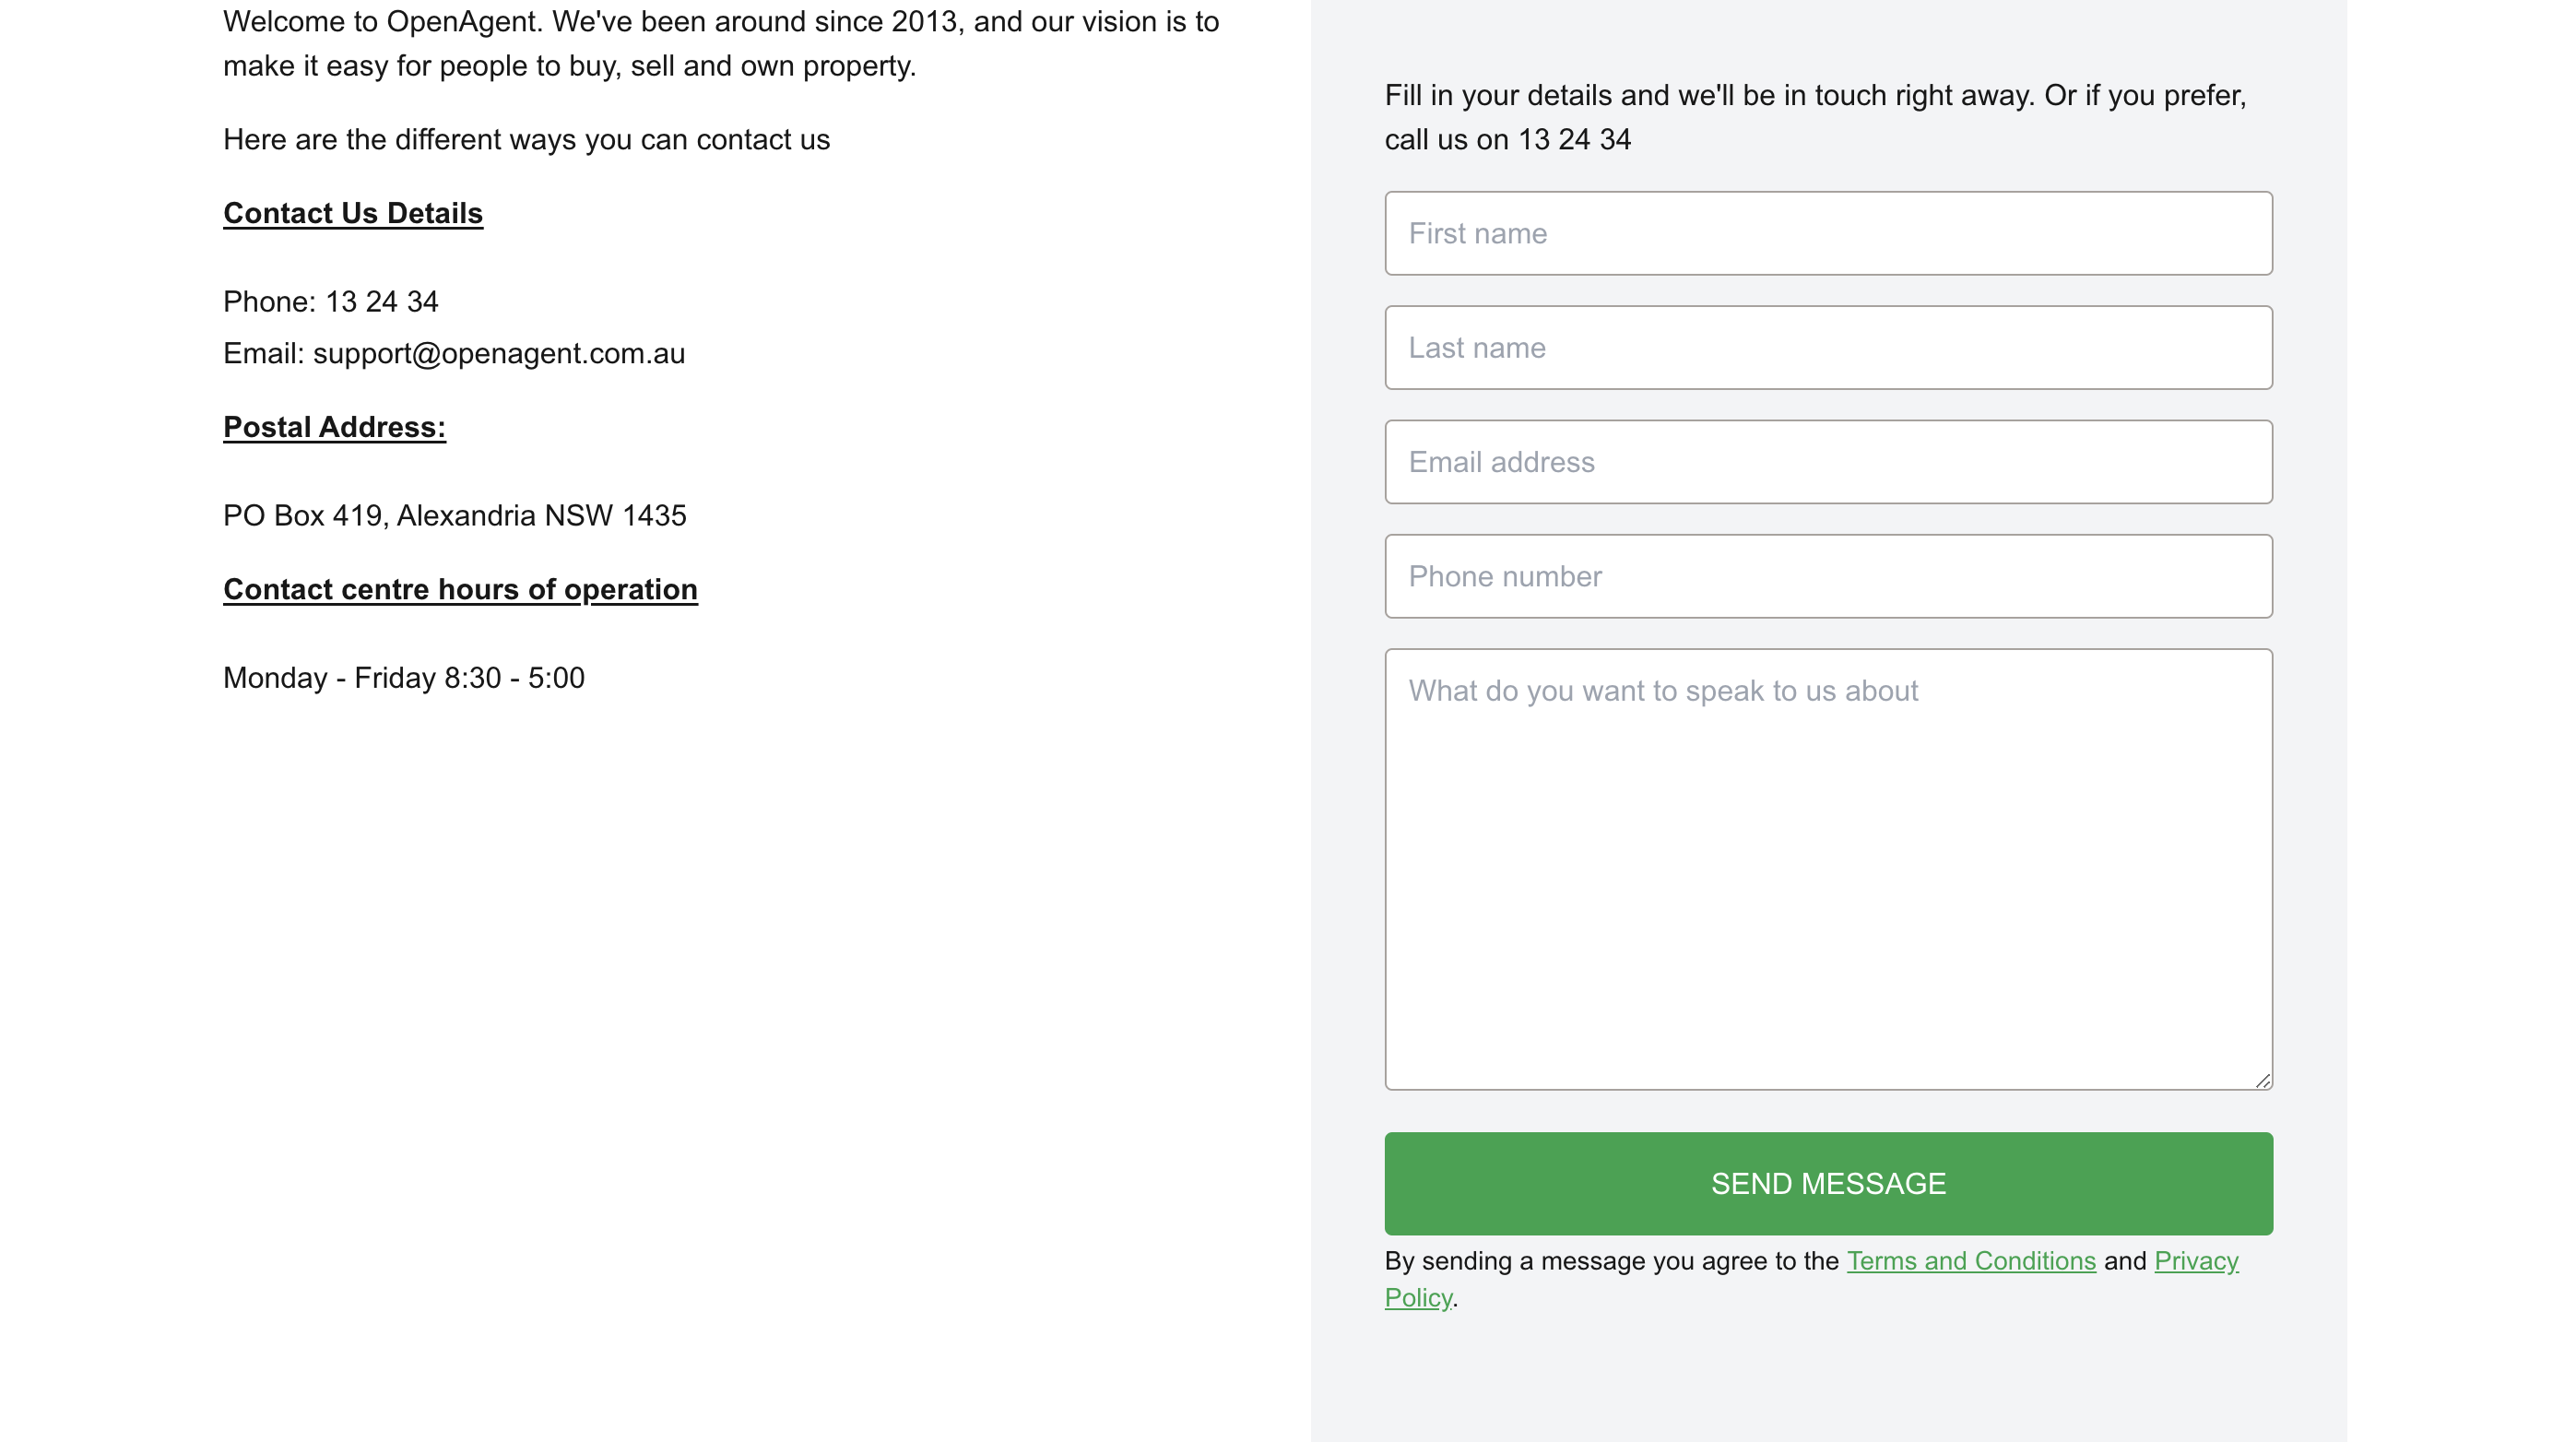 Welcome to OpenAgent. We've been around since 2013, and our vision is to
make it easy for people to buy, sell and own property.
Here are the different ways you can contact us
Contact Us Details
Phone: 13 24 34
Email: support@openagent.com.au
Postal Address:
PO Box 419, Alexandria NSW 1435
Contact centre hours of operation
Monday - Friday 8:30 - 5:00
Fill in your details and we'll be in touch right away. Or if you prefer,
call us on 13 24 34
First name
Last name
Email address
Phone number
What do you want to speak to us about
SEND MESSAGE
By sending a message you agree to the Terms and Conditions and Privacy
Policy.